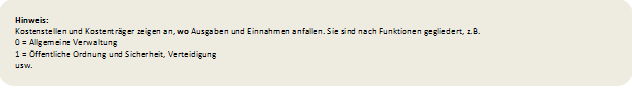 Hinweis:
Kostenstellen und Kostenträger zeigen an, wo Ausgaben und Einnahmen anfallen. Sie sind nach Funktionen gegliedert, z.B.
0 = Allgemeine Verwaltung
1 = Öffentliche Ordnung und Sicherheit, Verteidigung
usw.